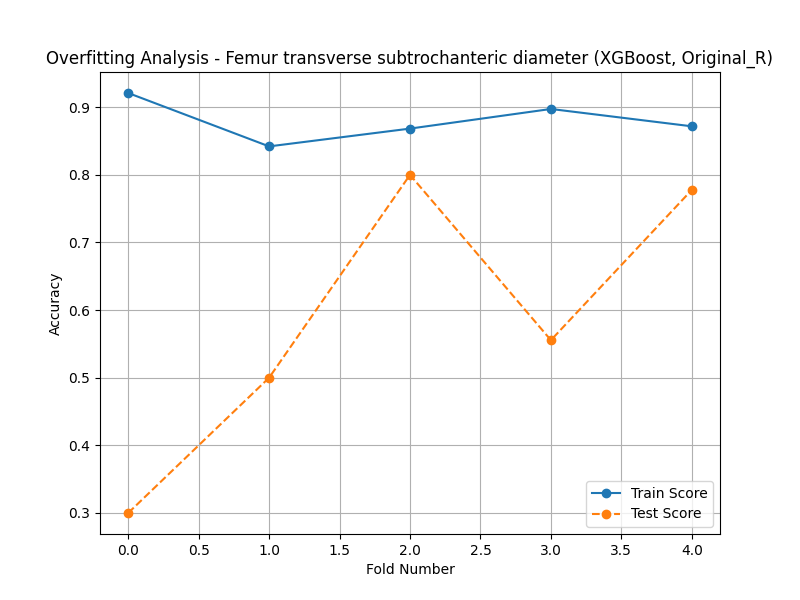 Overfitting Analysis - Femur transverse subtrochanteric diameter (XGBoost, Original_R)
0.9
0.8
0.7
0.6
0.5
0.4
0.3
Accuracy
Train Score
Test Score
0.0 0.5 1.0 1.5 2.0 2.5 3.0 3.5 4.0
Fold Number